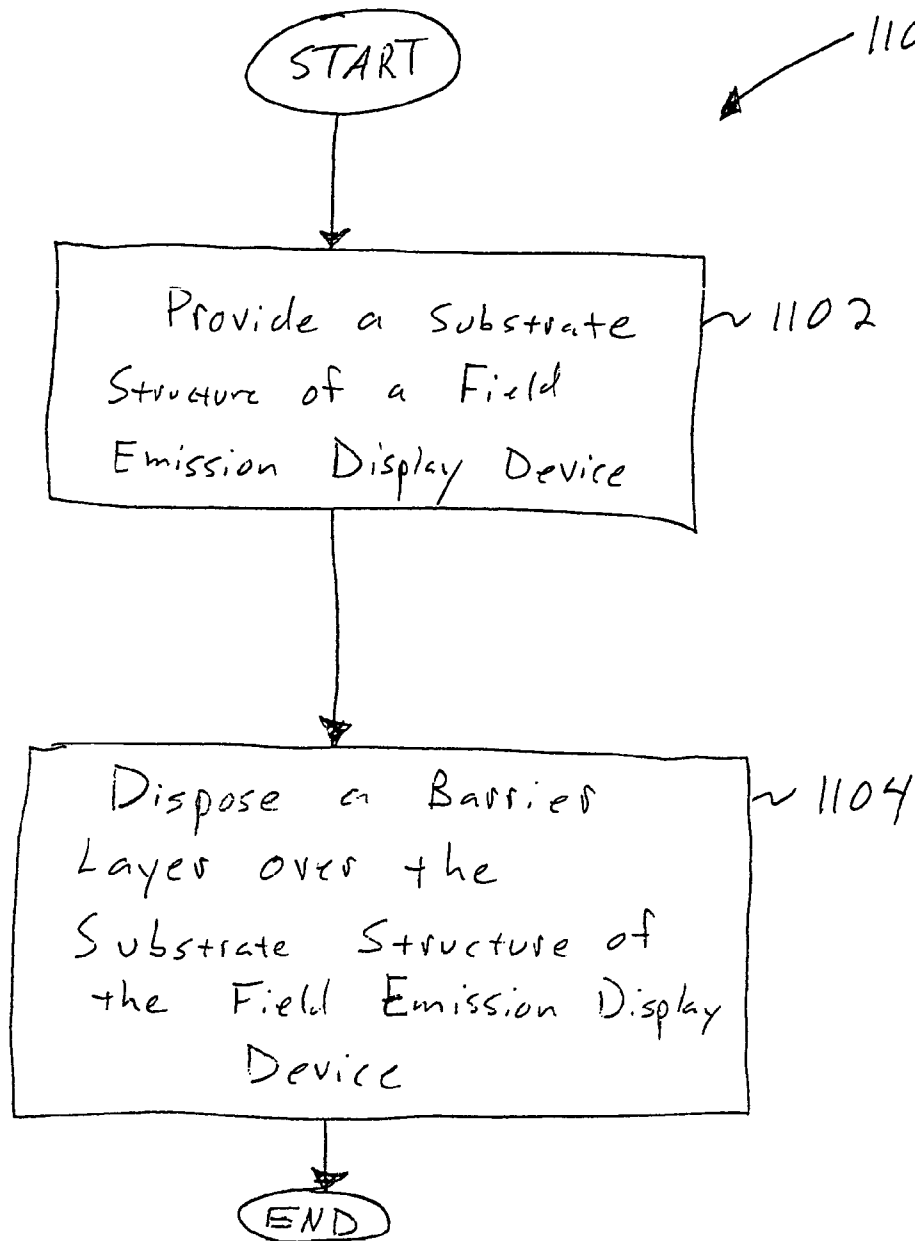 START
110
Provide a Substrate
Structure of a Field
Emission Display Device
~ 1102
Dispose a Barrier
Layer over the
Substrate Structure of
the Field Emission Display
Device
~ 1104
END